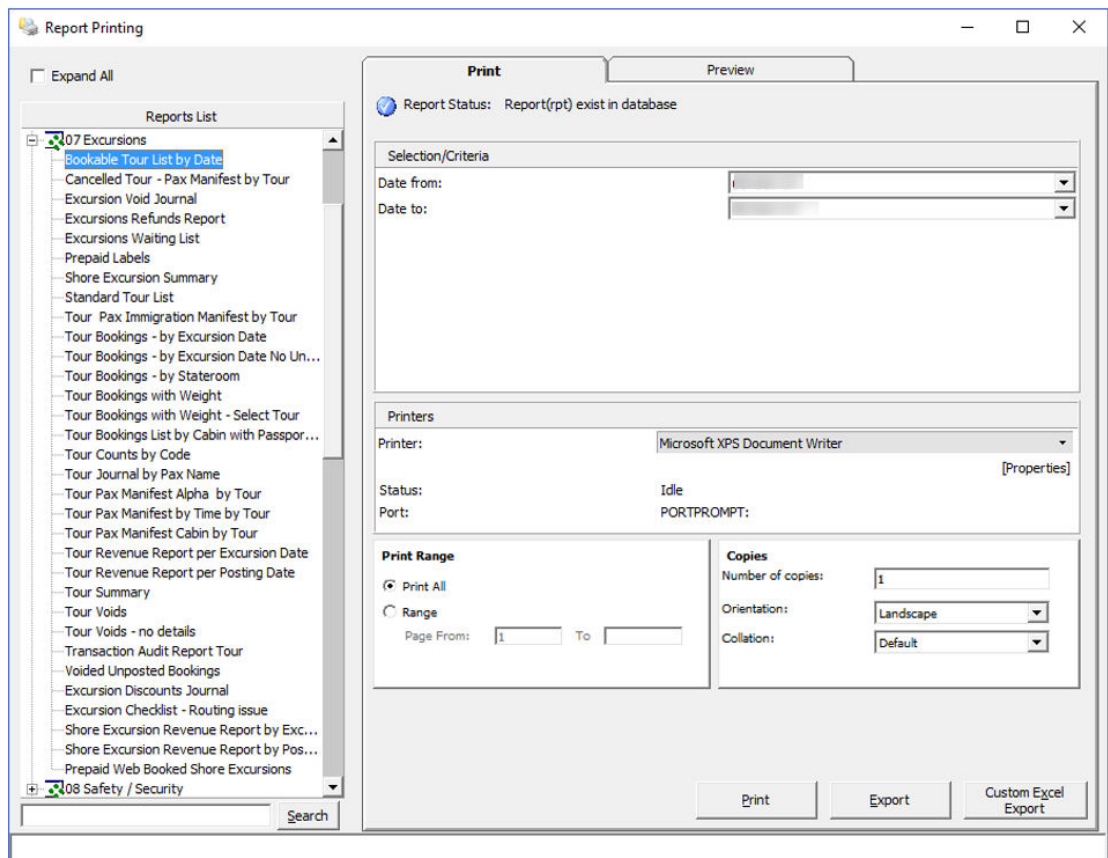 Report Printing
Expand All
Reports List
07 Excursions
Bookable Tour List by Date
Cancelled Tour - Pax Manifest by Tour
Excursion Void Journal
Excursions Refunds Report
Excursions Waiting List
Prepaid Labels
Shore Excursion Summary
Standard Tour List
Tour  Pax Immigration Manifest by Tour
Tour Bookings - by Excursion Date
Tour Bookings - by Excursion Date No Un...
Tour Bookings - by Stateroom
Tour Bookings with Weight
Tour Bookings with Weight - Select Tour
Tour Bookings List by Cabin with Passpor...
Tour Counts by Code
Tour Journal by Pax Name
Tour Pax Manifest Alpha  by Tour
Tour Pax Manifest by Time by Tour
Tour Pax Manifest Cabin by Tour
Tour Revenue Report per Excursion Date
Tour Revenue Report per Posting Date
Tour Summary
Tour Voids
Tour Voids - no details
Transaction Audit Report Tour
Voided Unposted Bookings
Excursion Discounts Journal
Excursion Checklist - Routing issue
Shore Excursion Revenue Report by Exc...
Shore Excursion Revenue Report by Pos...
Prepaid Web Booked Shore Excursions
08 Safety / Security
Search
Print
Preview
Report Status: Report(rpt) exist in database
Selection/Criteria
Date from:
Date to:
Printers
Printer: Microsoft XPS Document Writer
[Properties]
Status: Idle
Port: PORTPROMPT:
Print Range
Print All
Range
Page From: 1 To
Copies
Number of copies: 1
Orientation: Landscape
Collation: Default
Print
Export
Custom Excel
Export